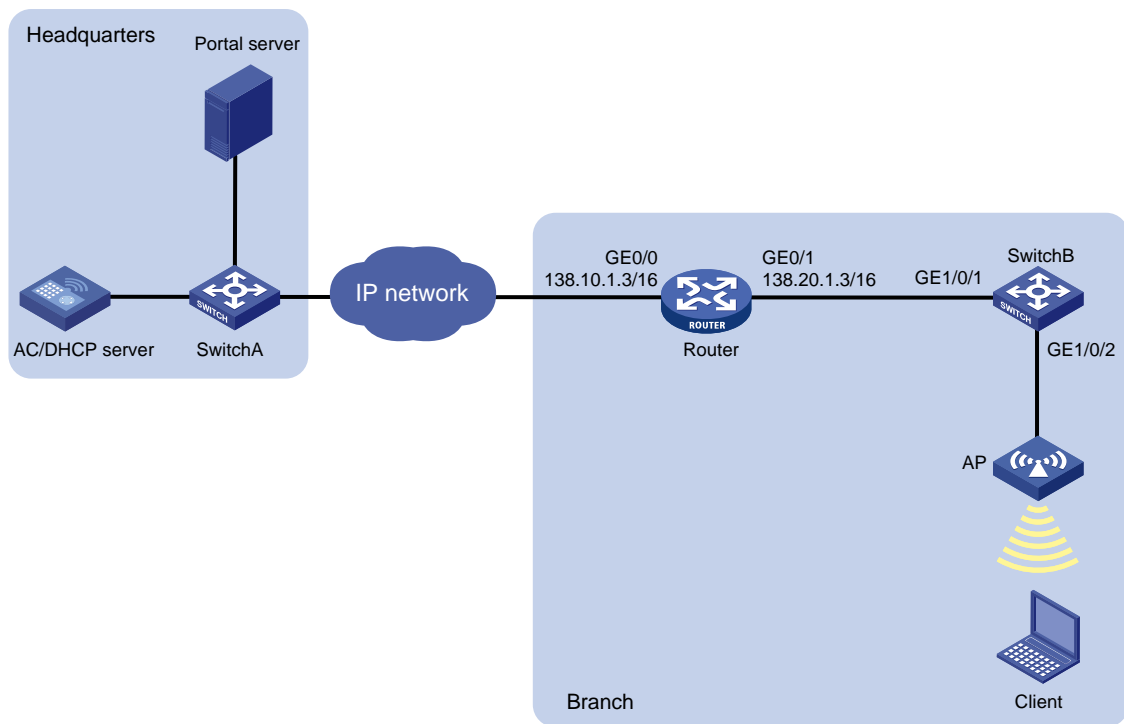 Headquarters
Portal server
AC/DHCP server
SWITCH
SwitchA
IP network
GE0/0
138.10.1.3/16
ROUTER
Router
GE0/1
138.20.1.3/16
GE1/0/1
SwitchB
SWITCH
GE1/0/2
AP
Client
Branch